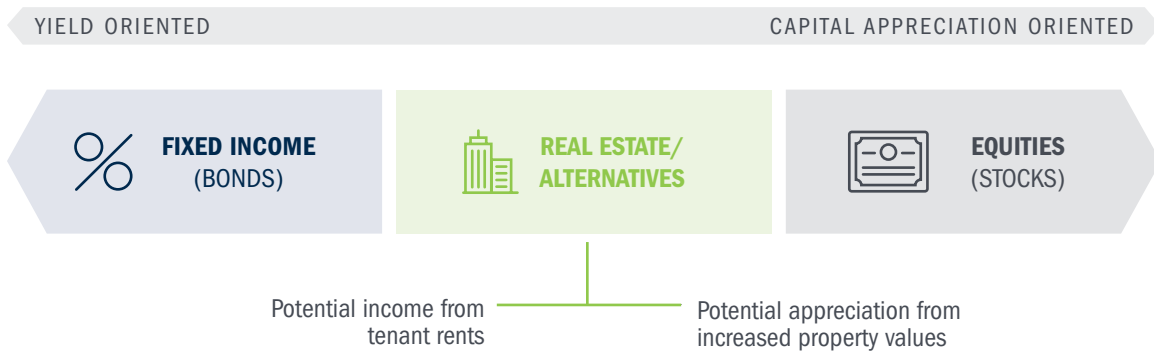 YIELD ORIENTED
CAPITAL APPRECIATION ORIENTED
FIXED INCOME
(BONDS)
REAL ESTATE/
ALTERNATIVES
EQUITIES
(STOCKS)
Potential income from
tenant rents
Potential appreciation from
increased property values